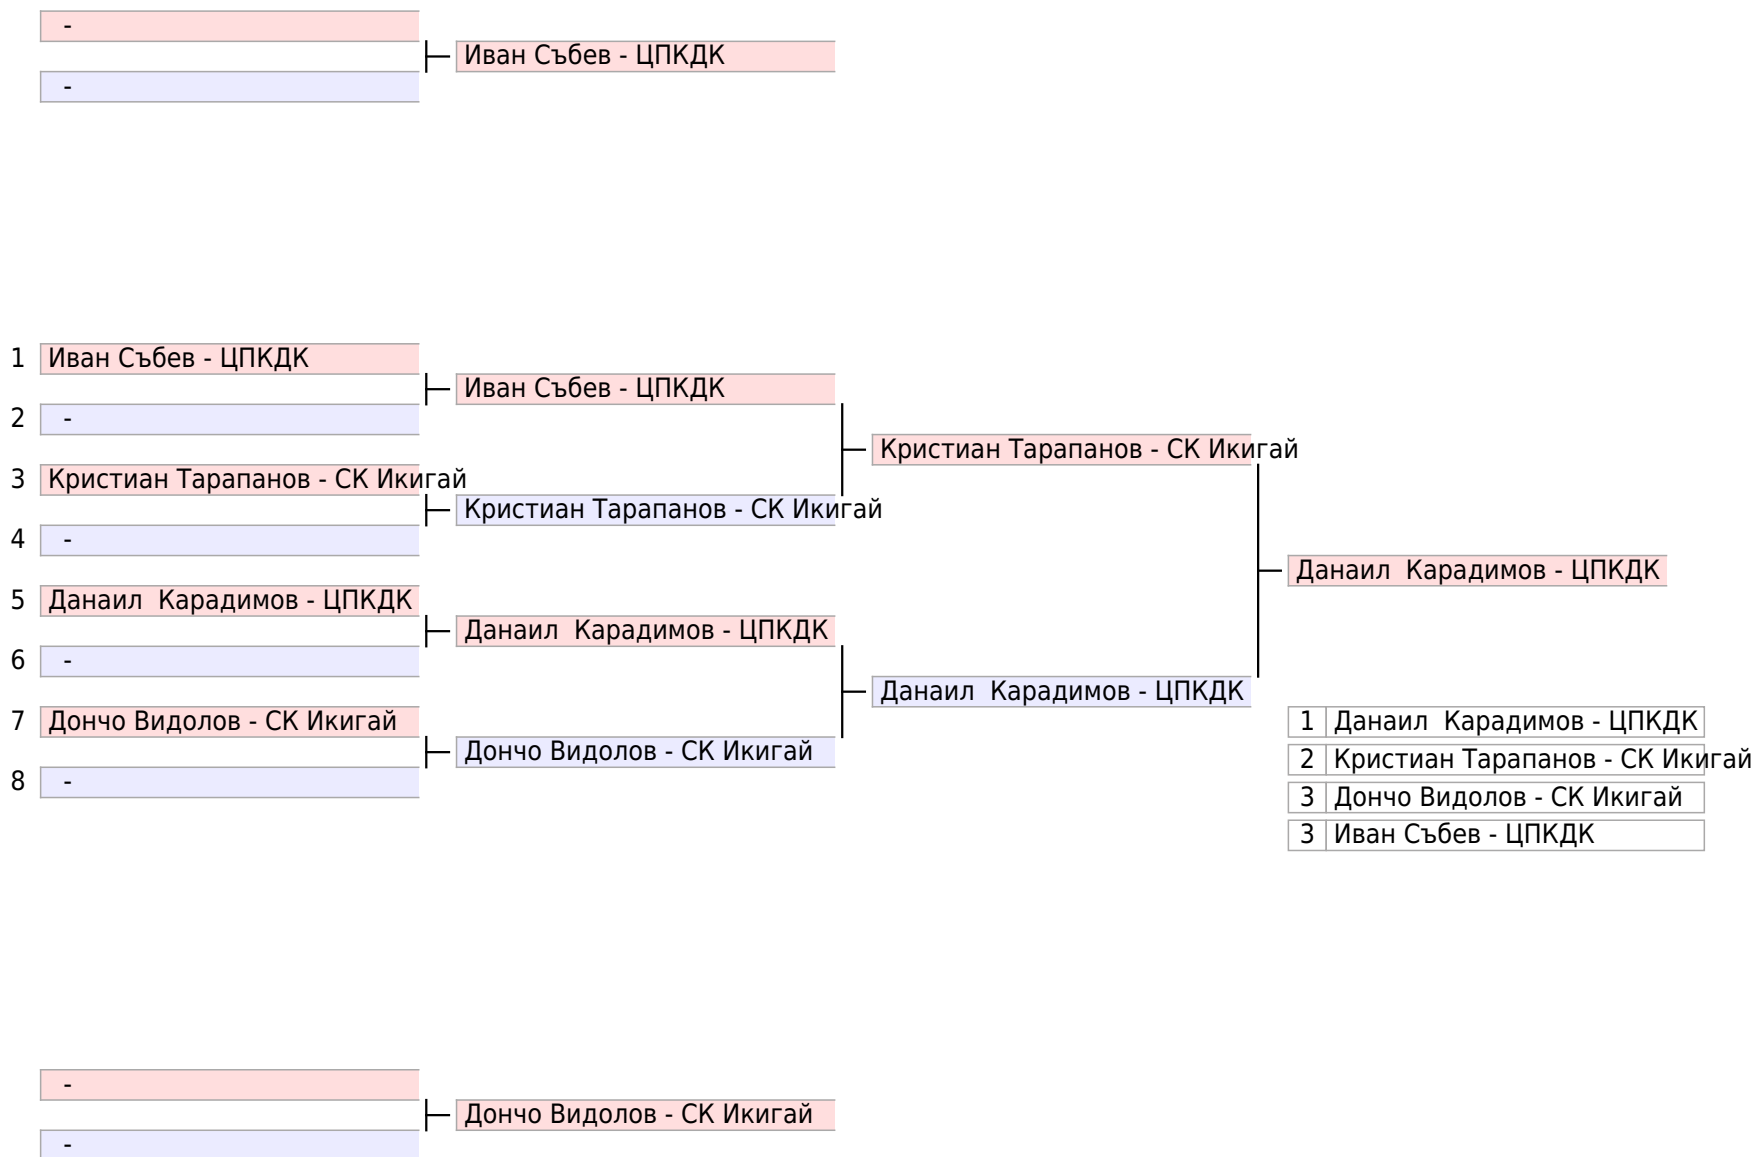 -
Иван Събев - ЦПКДК
-
1 Иван Събев - ЦПКДК
Иван Събев - ЦПКДК
2 -
Кристиан Тарапанов - СК Икигай
3 Кристиан Тарапанов - СК Икигай
Кристиан Тарапанов - СК Икигай
4 -
Данаил  Карадимов - ЦПКДК
5 Данаил  Карадимов - ЦПКДК
Данаил  Карадимов - ЦПКДК
6 -
Данаил  Карадимов - ЦПКДК
7 Дончо Видолов - СК Икигай
Дончо Видолов - СК Икигай
8 -
1 Данаил  Карадимов - ЦПКДК
2 Кристиан Тарапанов - СК Икигай
3 Дончо Видолов - СК Икигай
3 Иван Събев - ЦПКДК
-
Дончо Видолов - СК Икигай
-